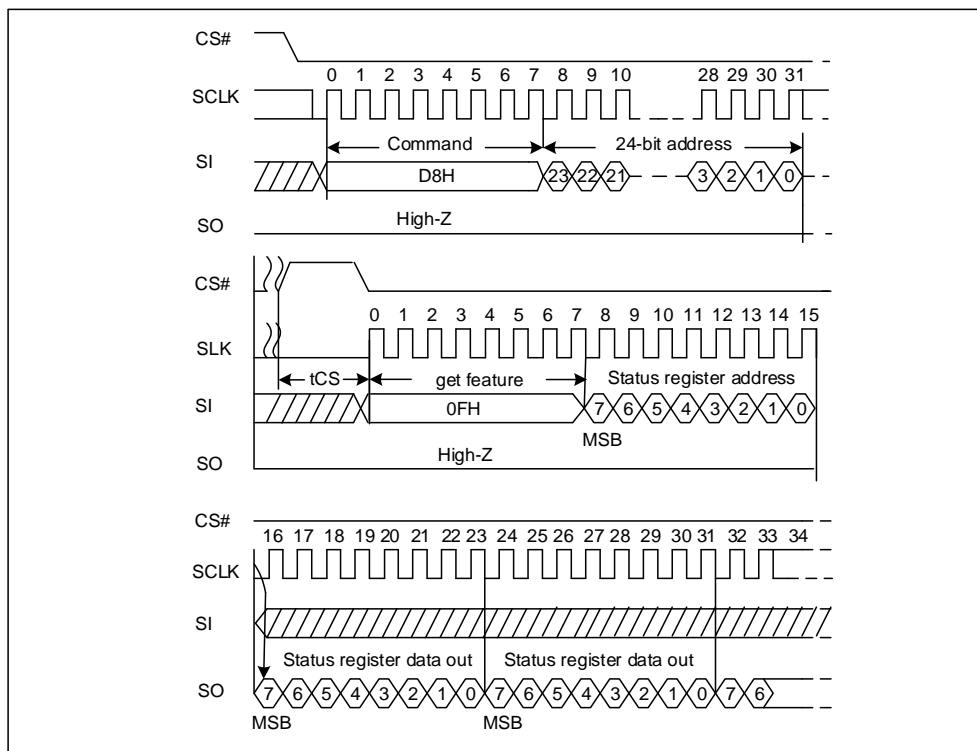 CS#
0 1 2 3 4 5 6 7 8 9 10 28 29 30 31
SCLK
Command 24-bit address
SI
D8H 23 22 21 3 2 1 0
High-Z
SO
CS#
0 1 2 3 4 5 6 7 8 9 10 11 12 13 14 15
SLK
tCS get feature Status register address
SI
0FH 7 6 5 4 3 2 1 0
MSB
High-Z
SO
CS#
16 17 18 19 20 21 22 23 24 25 26 27 28 29 30 31 32 33 34
SCLK
SI
Status register data out Status register data out
SO
7 6 5 4 3 2 1 0 7 6 5 4 3 2 1 0 7 6
MSB MSB